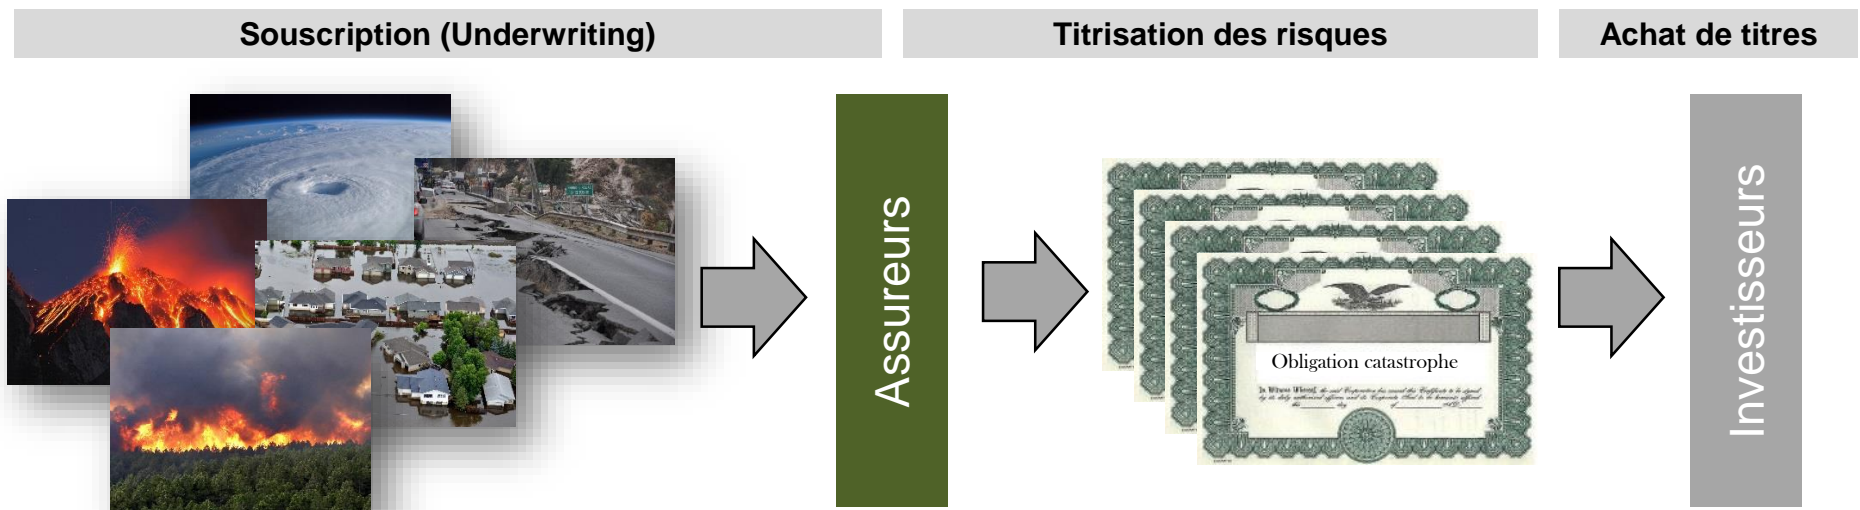 Souscription (Underwriting)
Titrisation des risques
Achat de titres
Assureurs
Obligation catastrophe
Investisseurs